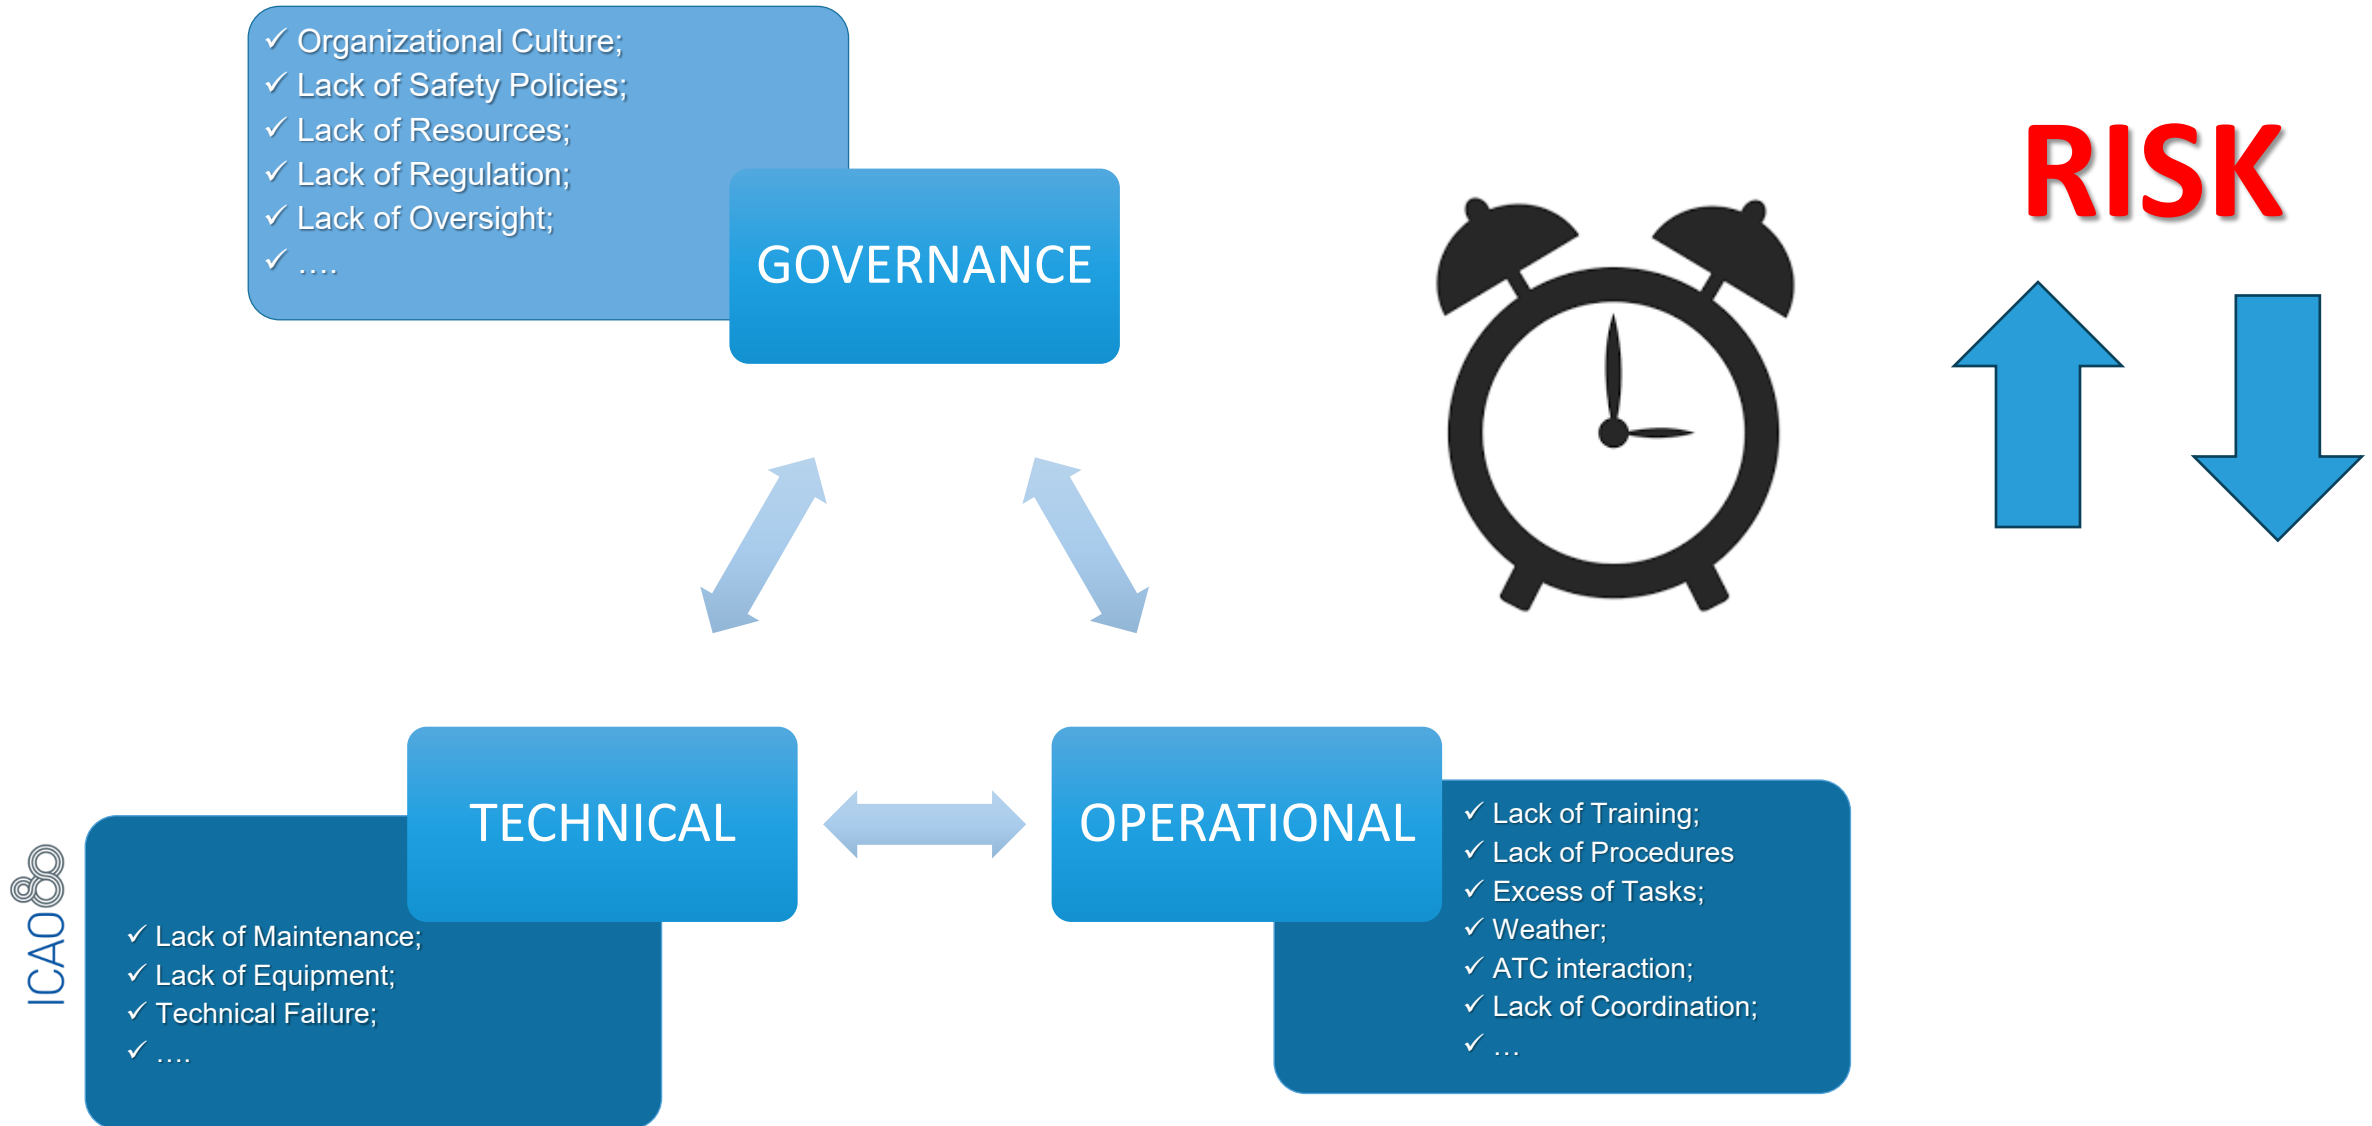 ✓ Organizational Culture;
✓ Lack of Safety Policies;
✓ Lack of Resources;
✓ Lack of Regulation;
✓ Lack of Oversight;
✓ ….
GOVERNANCE
RISK
TECHNICAL
✓ Lack of Maintenance;
✓ Lack of Equipment;
✓ Technical Failure;
✓ ….
OPERATIONAL
✓ Lack of Training;
✓ Lack of Procedures
✓ Excess of Tasks;
✓ Weather;
✓ ATC interaction;
✓ Lack of Coordination;
✓ …
ICAO